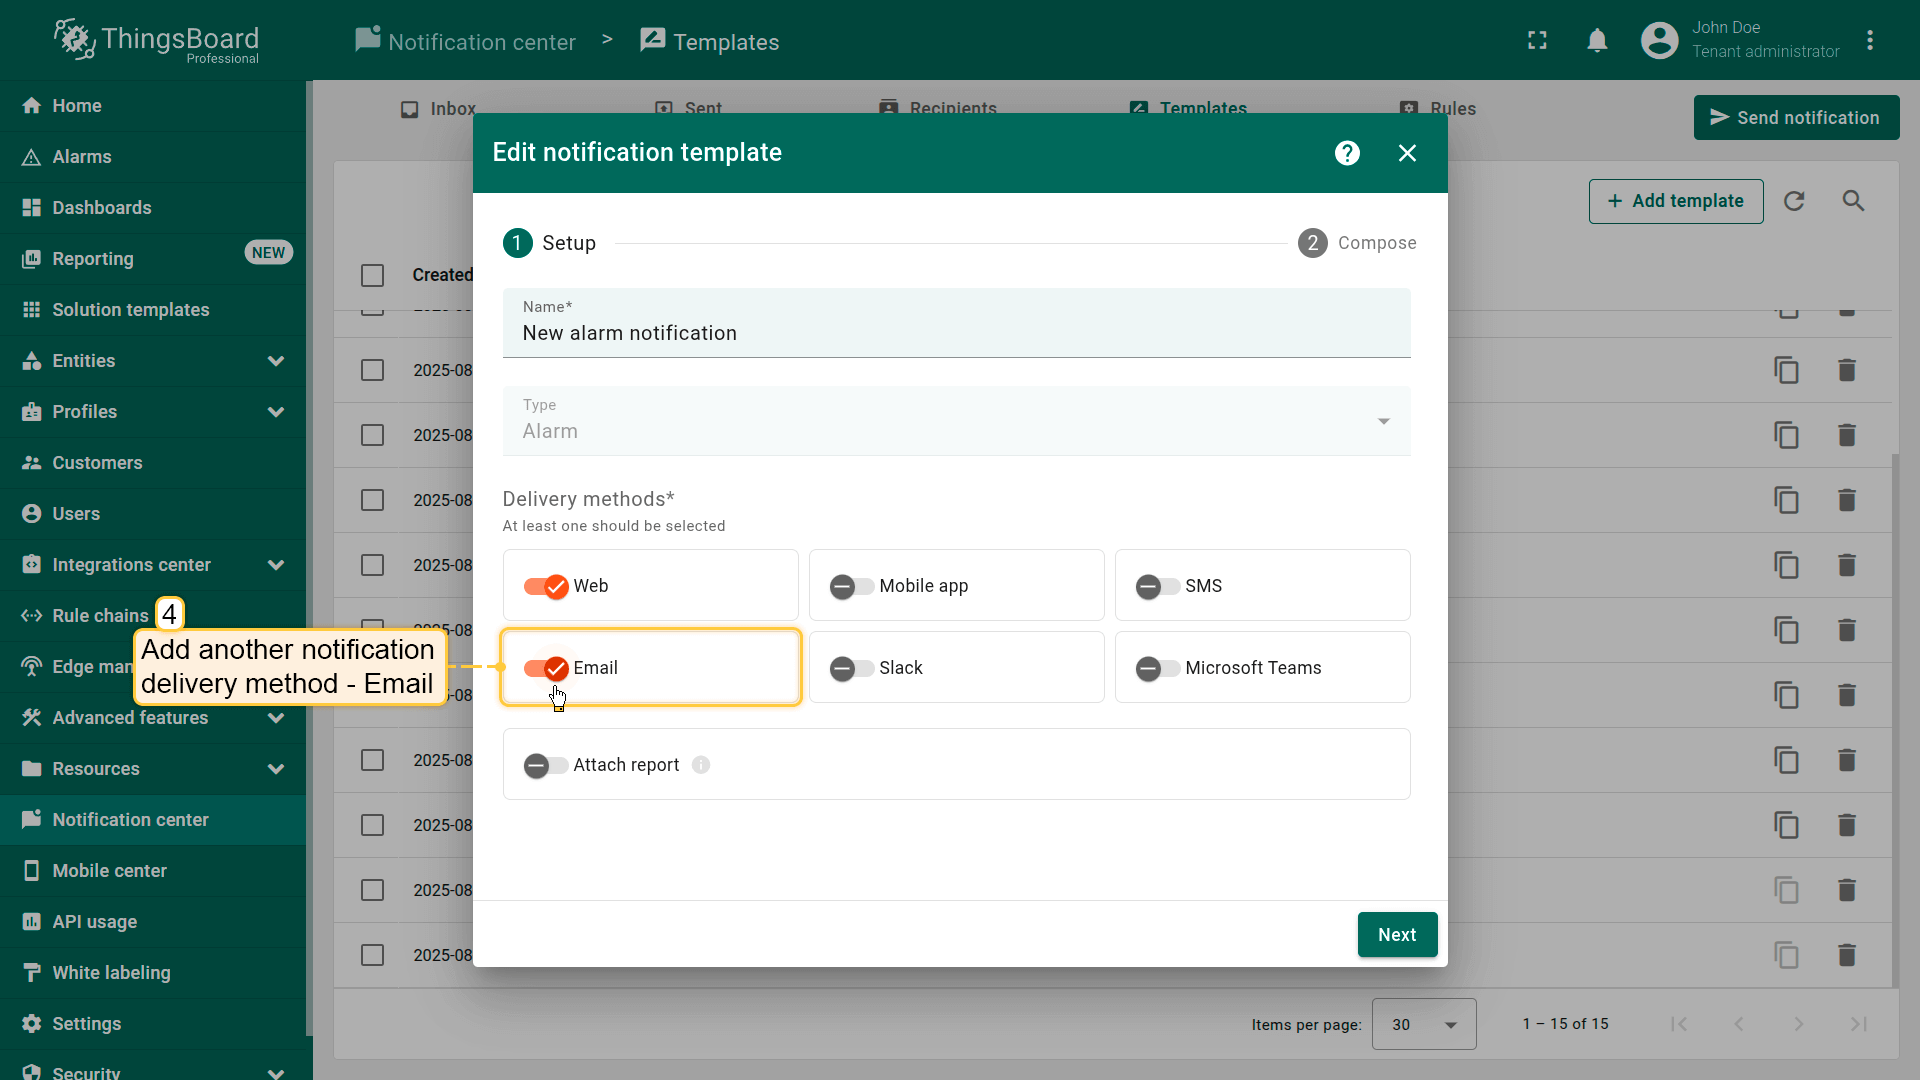 ThingsBoard
Professional
Notification center > Templates
John Doe
Tenant administrator
Home
Alarms
Dashboards
Reporting NEW
Solution templates
Entities
Profiles
Customers
Users
Integrations center
Rule chains
Edge man
Advanced features
Resources
Notification center
Mobile center
API usage
White labeling
Settings
Security
4
Add another notification
delivery method - Email
Inbox Sent Recipients Templates Rules
Send notification
+ Add template
Created
2025-08
2025-08
2025-08
2025-08
5-08
5-08
2025-08
2025-08
2025-08
2025-08
Edit notification template
1 Setup 2 Compose
Name*
New alarm notification
Type
Alarm
Delivery methods*
At least one should be selected
Web Mobile app SMS
Email Slack Microsoft Teams
Attach report
Next
Items per page: 30 1 – 15 of 15